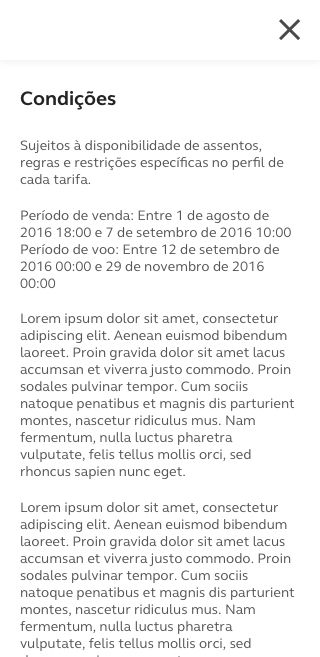 Condições
Sujeitos à disponibilidade de assentos,
regras e restrições específicas no perfil de
cada tarifa.
Período de venda: Entre 1 de agosto de
2016 18:00 e 7 de setembro de 2016 10:00
Período de voo: Entre 12 de setembro de
2016 00:00 e 29 de novembro de 2016
00:00
Lorem ipsum dolor sit amet, consectetur
adipiscing elit. Aenean euismod bibendum
laoreet. Proin gravida dolor sit amet lacus
accumsan et viverra justo commodo. Proin
sodales pulvinar tempor. Cum sociis
natoque penatibus et magnis dis parturient
montes, nascetur ridiculus mus. Nam
fermentum, nulla luctus pharetra
vulputate, felis tellus mollis orci, sed
rhoncus sapien nunc eget.
Lorem ipsum dolor sit amet, consectetur
adipiscing elit. Aenean euismod bibendum
laoreet. Proin gravida dolor sit amet lacus
accumsan et viverra justo commodo. Proin
sodales pulvinar tempor. Cum sociis
natoque penatibus et magnis dis parturient
montes, nascetur ridiculus mus. Nam
fermentum, nulla luctus pharetra
vulputate, felis tellus mollis orci, sed